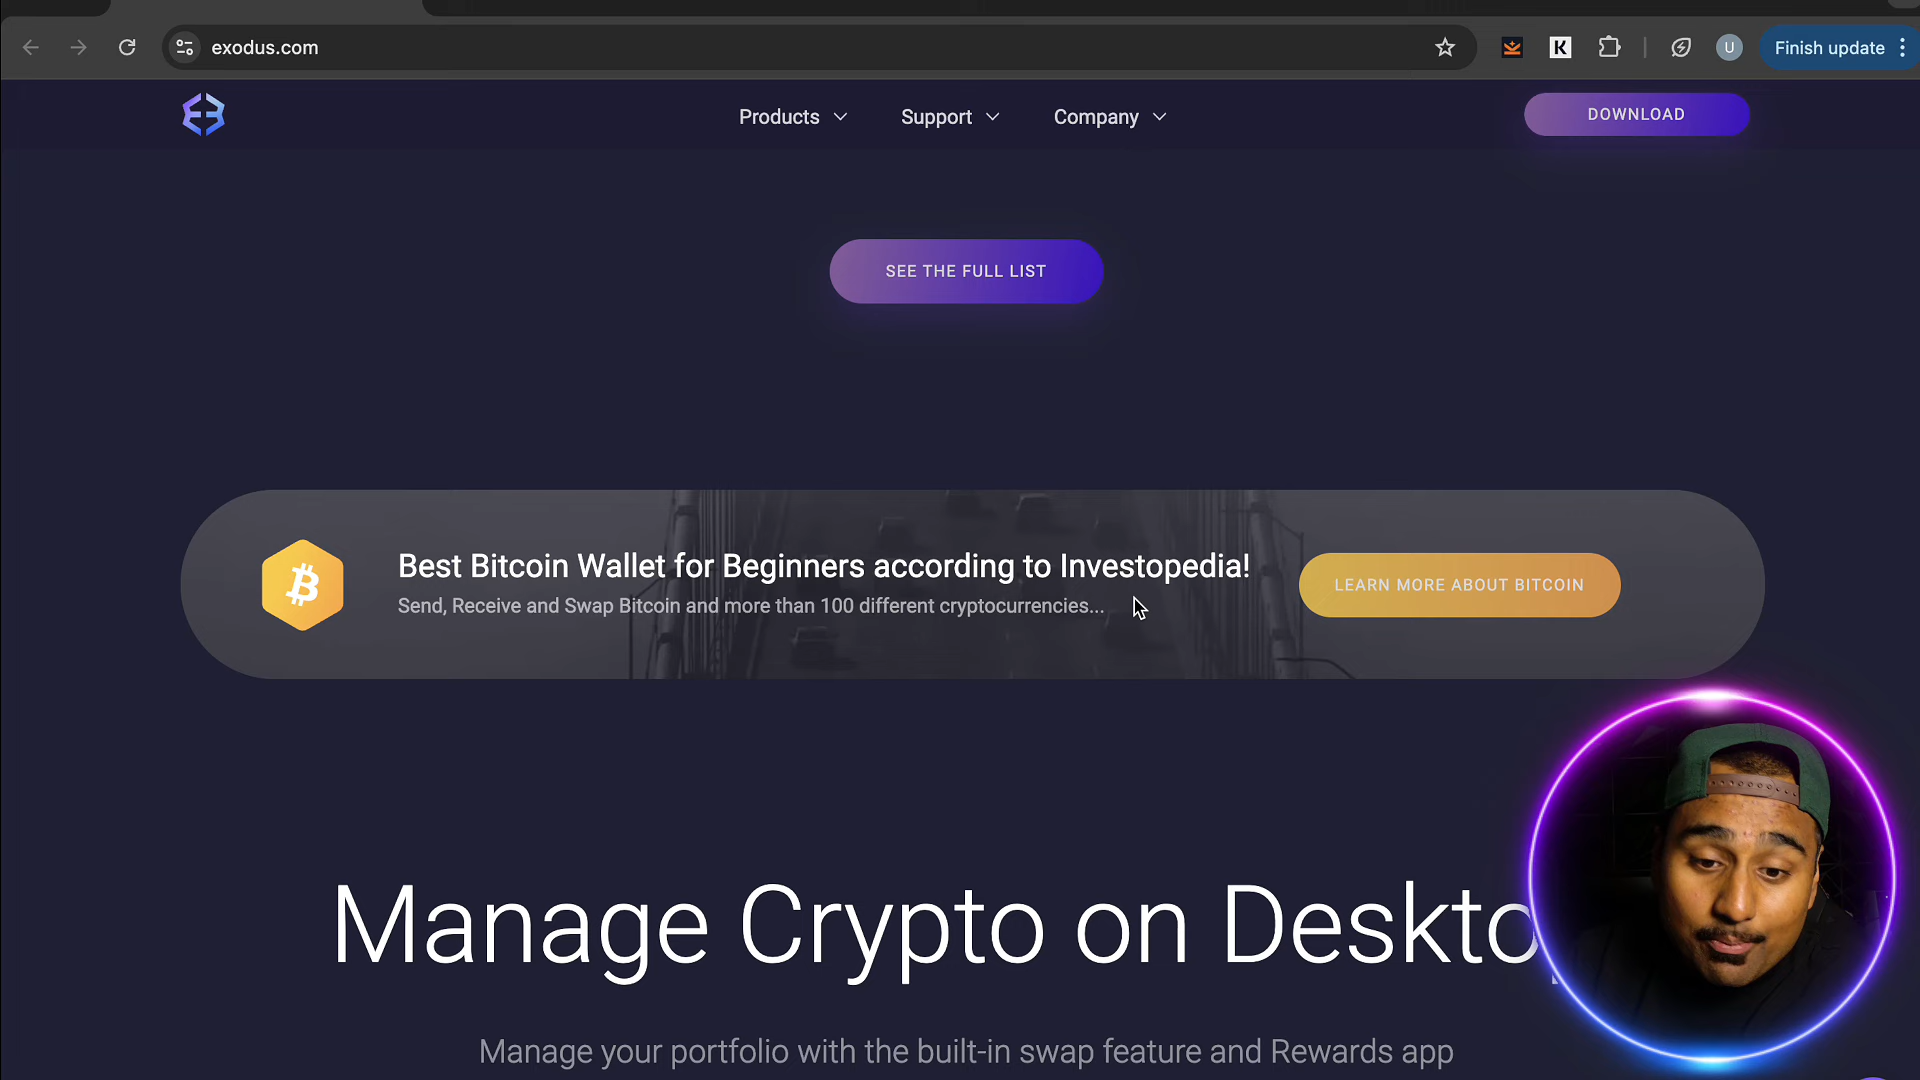 exodus.com
K
U
Finish update
Products
Support
Company
DOWNLOAD
SEE THE FULL LIST
Best Bitcoin Wallet for Beginners according to Investopedia!
Send, Receive and Swap Bitcoin and more than 100 different cryptocurrencies...
LEARN MORE ABOUT BITCOIN
Manage Crypto on Deskto
Manage your portfolio with the built-in swap feature and Rewards app